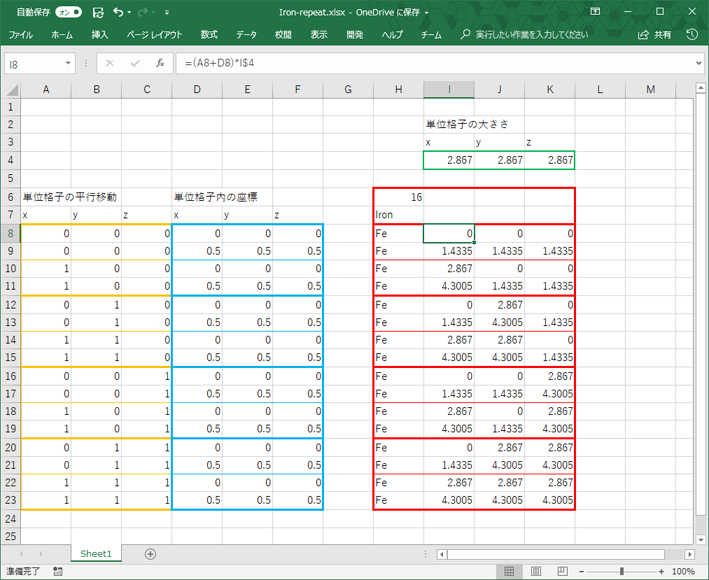 自動保存 オン Iron-repeat.xlsx － OneDrive に保存
ファイル ホーム 挿入 ページ レイアウト 数式 データ 校閲 表示 開発 ヘルプ チーム 実行したい作業を入力してください 共有
I8 fx =(A8+D8)*I$4
A B C D E F G H I J K L M
1
2 単位格子の大きさ
3 x y z
4 2.867 2.867 2.867
5
6 単位格子の平行移動 単位格子内の座標 16
7 x y z x y z Iron
8 0 0 0 0 0 0 Fe 0 0 0
9 0 0 0 0.5 0.5 0.5 Fe 1.4335 1.4335 1.4335
10 1 0 0 0 0 0 Fe 2.867 0 0
11 1 0 0 0.5 0.5 0.5 Fe 4.3005 1.4335 1.4335
12 0 1 0 0 0 0 Fe 0 2.867 0
13 0 1 0 0.5 0.5 0.5 Fe 1.4335 4.3005 1.4335
14 1 1 0 0 0 0 Fe 2.867 2.867 0
15 1 1 0 0.5 0.5 0.5 Fe 4.3005 4.3005 1.4335
16 0 0 1 0 0 0 Fe 0 0 2.867
17 0 0 1 0.5 0.5 0.5 Fe 1.4335 1.4335 4.3005
18 1 0 1 0 0 0 Fe 2.867 0 2.867
19 1 0 1 0.5 0.5 0.5 Fe 4.3005 1.4335 4.3005
20 0 1 1 0 0 0 Fe 0 2.867 2.867
21 0 1 1 0.5 0.5 0.5 Fe 1.4335 4.3005 4.3005
22 1 1 1 0 0 0 Fe 2.867 2.867 2.867
23 1 1 1 0.5 0.5 0.5 Fe 4.3005 4.3005 4.3005
24
25
Sheet1
準備完了 100%